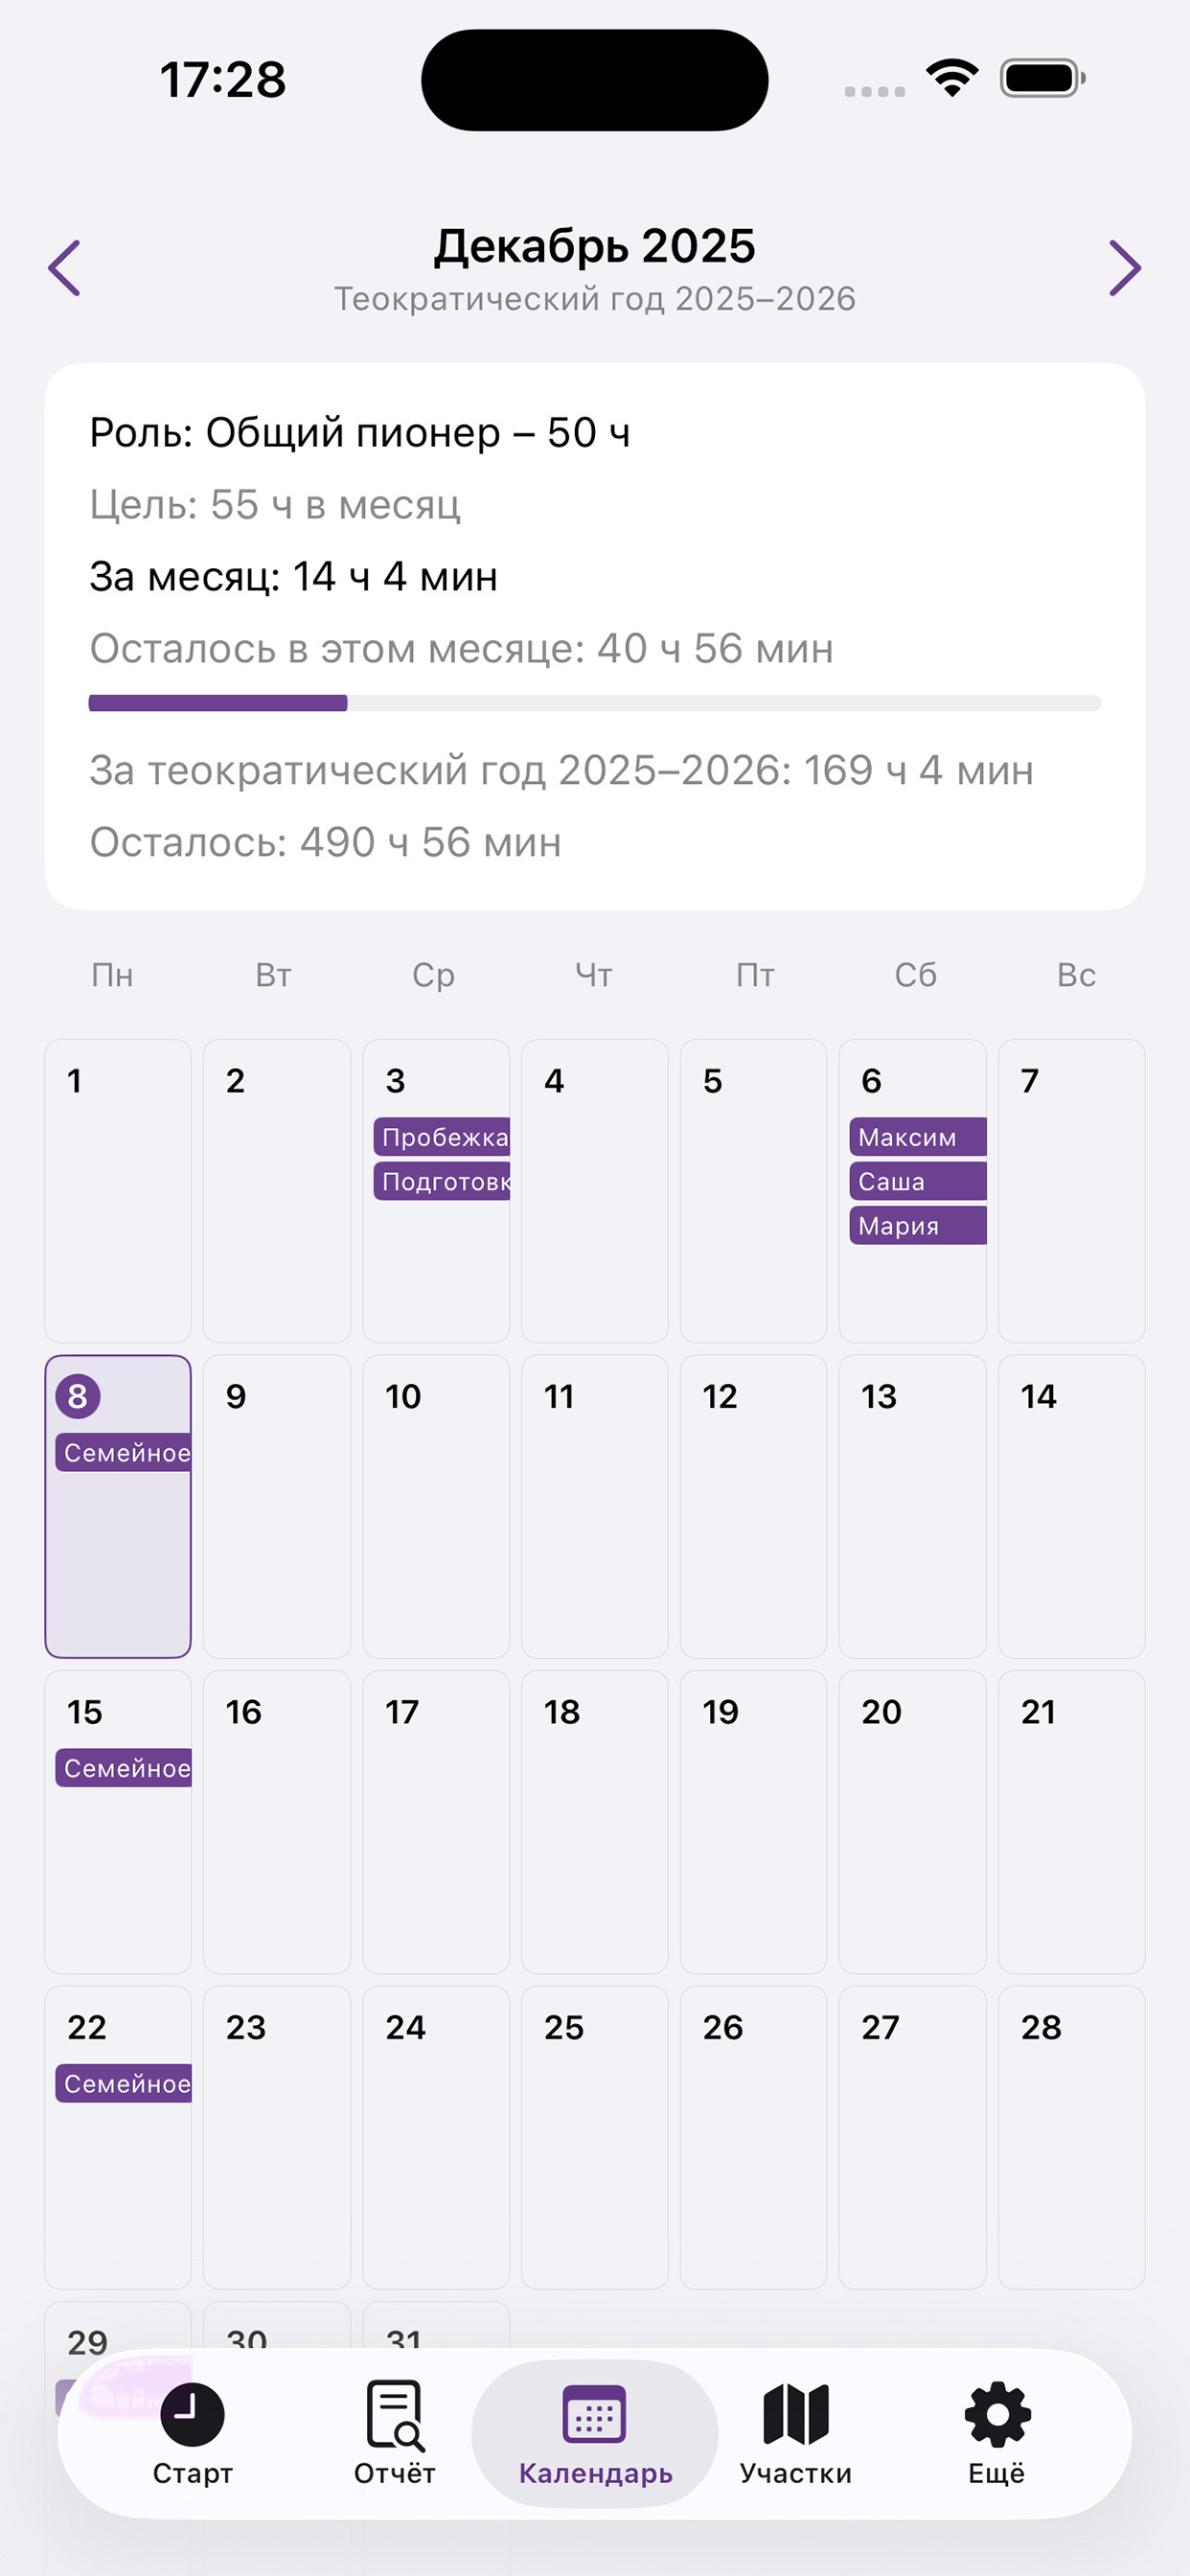 17:28
Декабрь 2025
Теократический год 2025–2026
Роль: Общий пионер – 50 ч
Цель: 55 ч в месяц
За месяц: 14 ч 4 мин
Осталось в этом месяце: 40 ч 56 мин
За теократический год 2025–2026: 169 ч 4 мин
Осталось: 490 ч 56 мин
Пн Вт Ср Чт Пт Сб Вс
1 2 3 4 5 6 7
Пробежка Максим
Подготовк Саша
Мария
8 9 10 11 12 13 14
Семейное
15 16 17 18 19 20 21
Семейное
22 23 24 25 26 27 28
Семейное
29 30 31
Старт Отчёт Календарь Участки Ещё